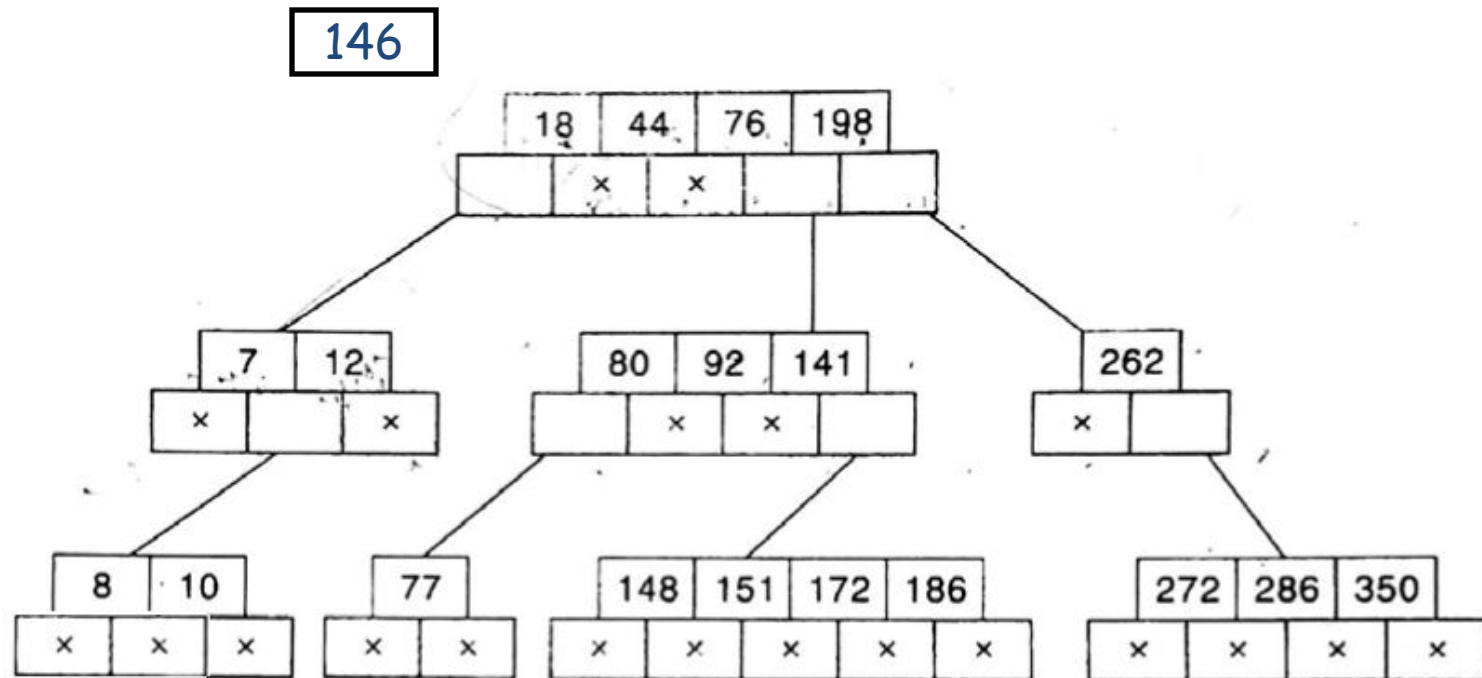 146
18 44 76 198
× ×
7 12 80 92 141 262
× × × × ×
8 10 77 148 151 172 186 272 286 350
× × × × × × × × × × × × × ×